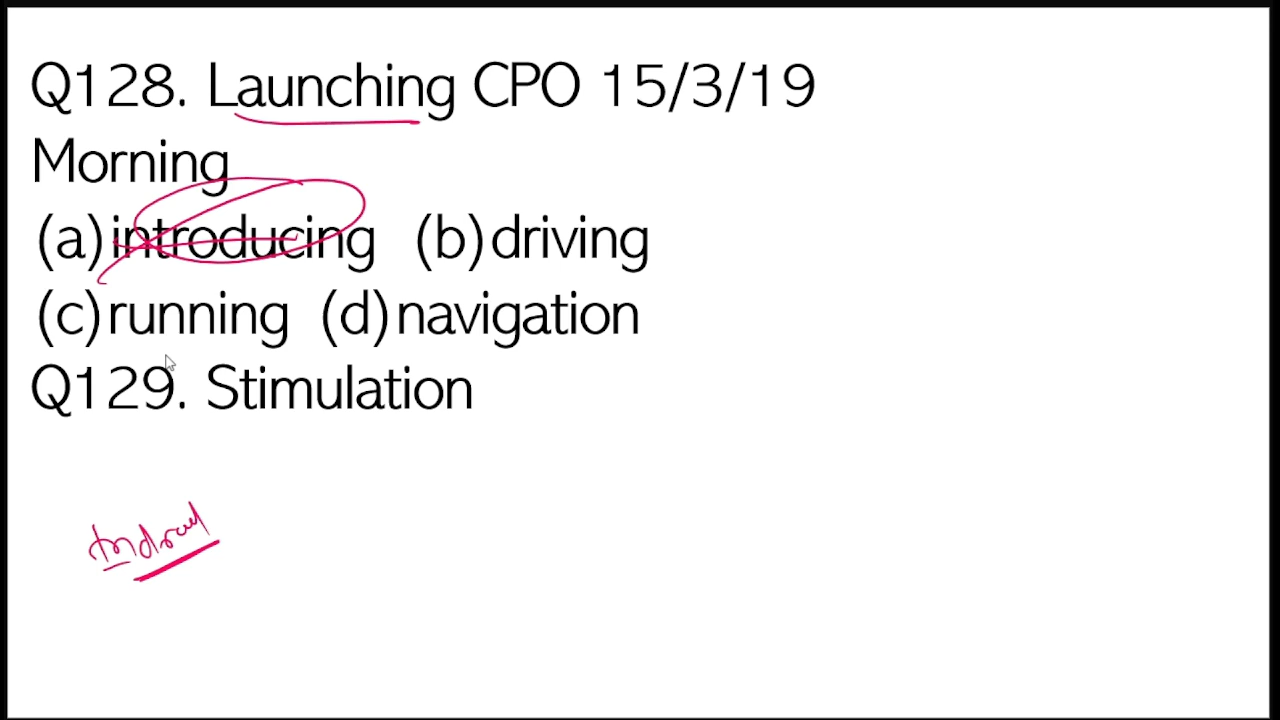 Q128. Launching CPO 15/3/19
Morning
(a)introducing (b)driving
(c)running (d)navigation
Q129. Stimulation